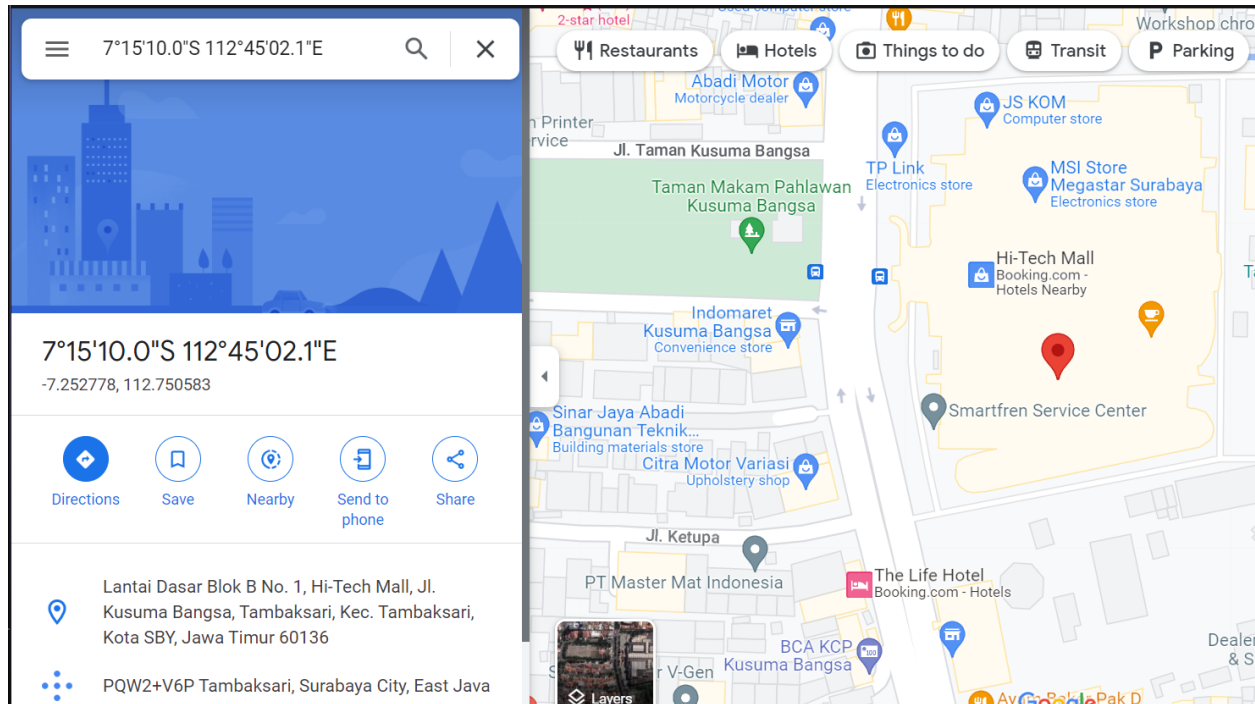 7°15'10.0"S 112°45'02.1"E
7°15'10.0"S 112°45'02.1"E
-7.252778, 112.750583
Directions
Save
Nearby
Send to
phone
Share
Lantai Dasar Blok B No. 1, Hi-Tech Mall, Jl.
Kusuma Bangsa, Tambaksari, Kec. Tambaksari,
Kota SBY, Jawa Timur 60136
PQW2+V6P Tambaksari, Surabaya City, East Java
2-star hotel
Workshop chro
Restaurants
Hotels
Things to do
Transit
Parking
Abadi Motor
Motorcycle dealer
JS KOM
Computer store
Printer
Jl. Taman Kusuma Bangsa
TP Link
Electronics store
MSI Store
Megastar Surabaya
Electronics store
Taman Makam Pahlawan
Kusuma Bangsa
Hi-Tech Mall
Booking.com -
Hotels Nearby
Indomaret
Kusuma Bangsa
Convenience store
Smartfren Service Center
Sinar Jaya Abadi
Bangunan Teknik...
Building materials store
Citra Motor Variasi
Upholstery shop
Jl. Ketupa
PT Master Mat Indonesia
The Life Hotel
Booking.com - Hotels
BCA KCP
Kusuma Bangsa
100
Dealer
& S
r V-Gen
Layers
Google
Pak D